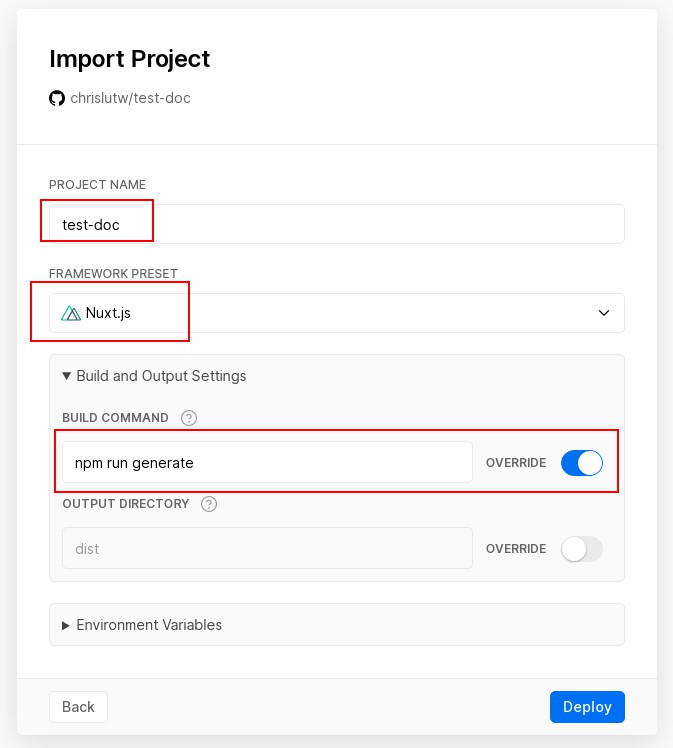 Import Project
chrislutw/test-doc
PROJECT NAME
test-doc
FRAMEWORK PRESET
Nuxt.js
Build and Output Settings
BUILD COMMAND ?
npm run generate OVERRIDE
OUTPUT DIRECTORY ?
dist OVERRIDE
Environment Variables
Back Deploy